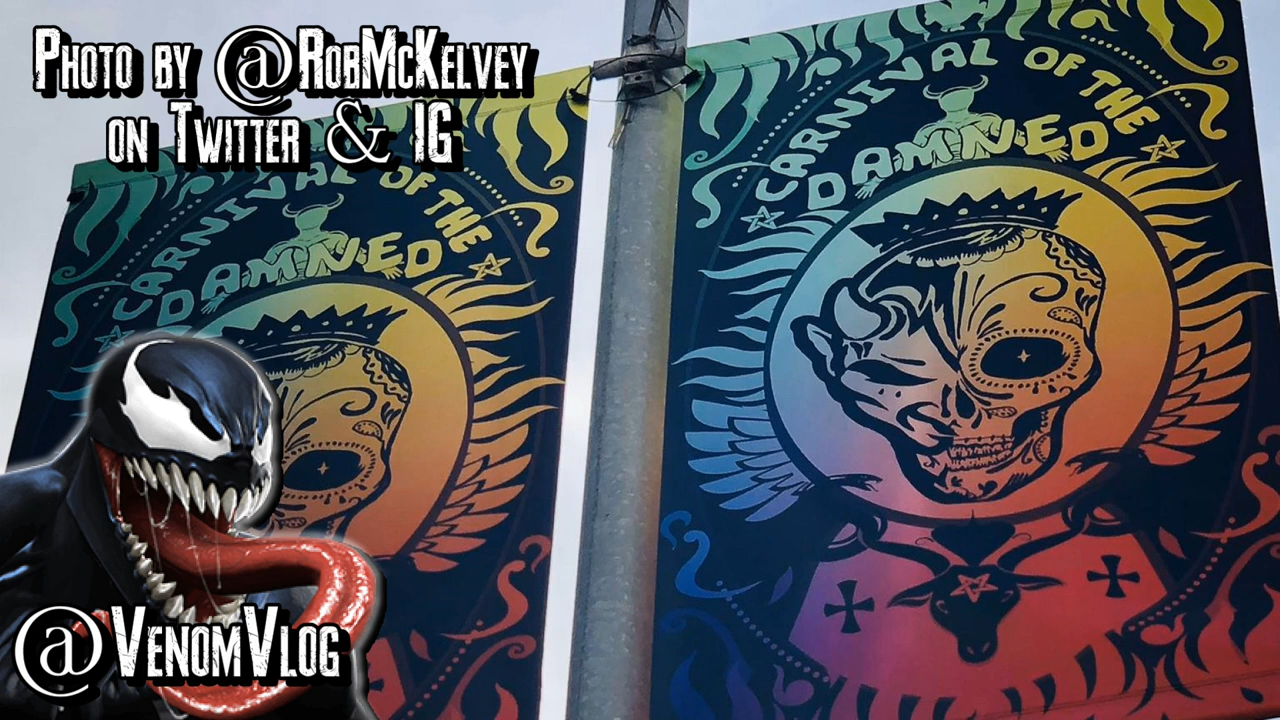 Photo by @RobMcKelvey
on Twitter & IG
CARNIVAL OF THE
DAMNED
CARNIVAL OF THE
DAMNED
@VenomVlog